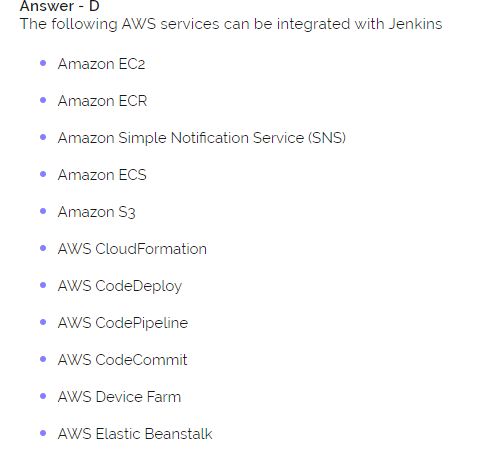 Answer - D
The following AWS services can be integrated with Jenkins
Amazon EC2
Amazon ECR
Amazon Simple Notification Service (SNS)
Amazon ECS
Amazon S3
AWS CloudFormation
AWS CodeDeploy
AWS CodePipeline
AWS CodeCommit
AWS Device Farm
AWS Elastic Beanstalk